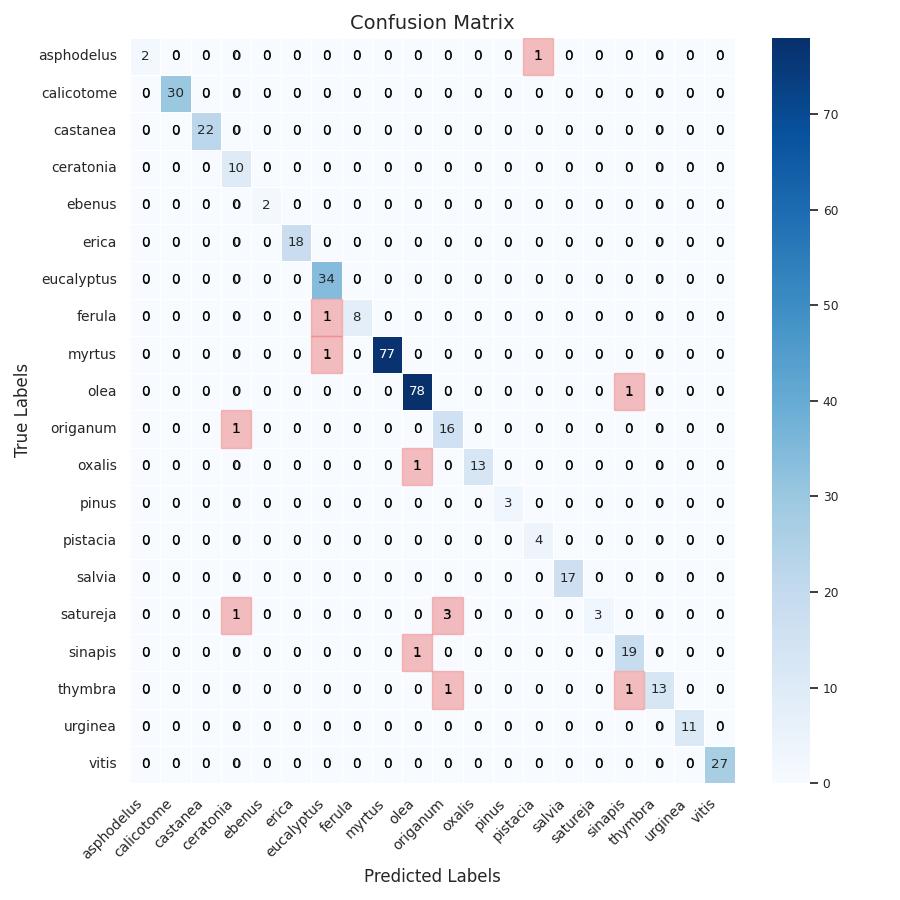 Confusion Matrix
asphodelus 2 0 0 0 0 0 0 0 0 0 0 0 0 1 0 0 0 0 0 0
calicotome 0 30 0 0 0 0 0 0 0 0 0 0 0 0 0 0 0 0 0 0
castanea 0 0 22 0 0 0 0 0 0 0 0 0 0 0 0 0 0 0 0 0
ceratonia 0 0 0 10 0 0 0 0 0 0 0 0 0 0 0 0 0 0 0 0
ebenus 0 0 0 0 2 0 0 0 0 0 0 0 0 0 0 0 0 0 0 0
erica 0 0 0 0 0 18 0 0 0 0 0 0 0 0 0 0 0 0 0 0
eucalyptus 0 0 0 0 0 0 34 0 0 0 0 0 0 0 0 0 0 0 0 0
ferula 0 0 0 0 0 0 1 8 0 0 0 0 0 0 0 0 0 0 0 0
myrtus 0 0 0 0 0 0 1 0 77 0 0 0 0 0 0 0 0 0 0 0
olea 0 0 0 0 0 0 0 0 0 78 0 0 0 0 0 0 1 0 0 0
origanum 0 0 0 1 0 0 0 0 0 0 16 0 0 0 0 0 0 0 0 0
oxalis 0 0 0 0 0 0 0 0 0 1 0 13 0 0 0 0 0 0 0 0
pinus 0 0 0 0 0 0 0 0 0 0 0 0 3 0 0 0 0 0 0 0
pistacia 0 0 0 0 0 0 0 0 0 0 0 0 0 4 0 0 0 0 0 0
salvia 0 0 0 0 0 0 0 0 0 0 0 0 0 0 17 0 0 0 0 0
satureja 0 0 0 1 0 0 0 0 0 0 3 0 0 0 0 3 0 0 0 0
sinapis 0 0 0 0 0 0 0 0 0 1 0 0 0 0 0 0 19 0 0 0
thymbra 0 0 0 0 0 0 0 0 0 0 1 0 0 0 0 0 1 13 0 0
urginea 0 0 0 0 0 0 0 0 0 0 0 0 0 0 0 0 0 0 11 0
vitis 0 0 0 0 0 0 0 0 0 0 0 0 0 0 0 0 0 0 0 27
True Labels
asphodelus calicotome castanea ceratonia ebenus erica eucalyptus ferula myrtus olea origanum oxalis pinus pistacia salvia satureja sinapis thymbra urginea vitis
Predicted Labels
70
60
50
40
30
20
10
0